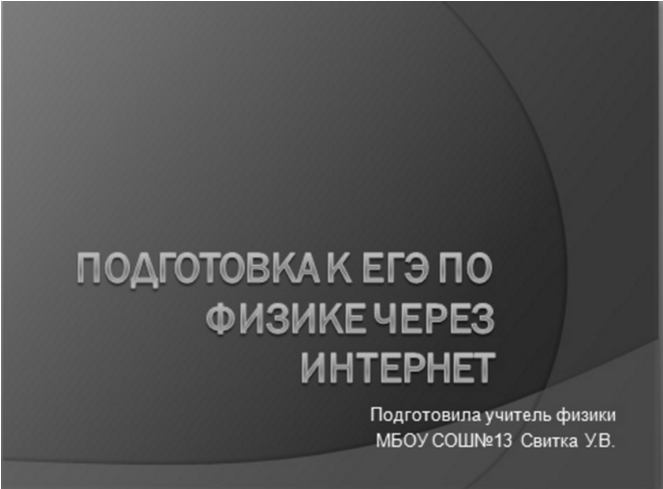 ПОДГОТОВКА К ЕГЭ ПО
ФИЗИКЕ ЧЕРЕЗ
ИНТЕРНЕТ
Подготовила учитель физики
МБОУ СОШ№13 Свитка У.В.